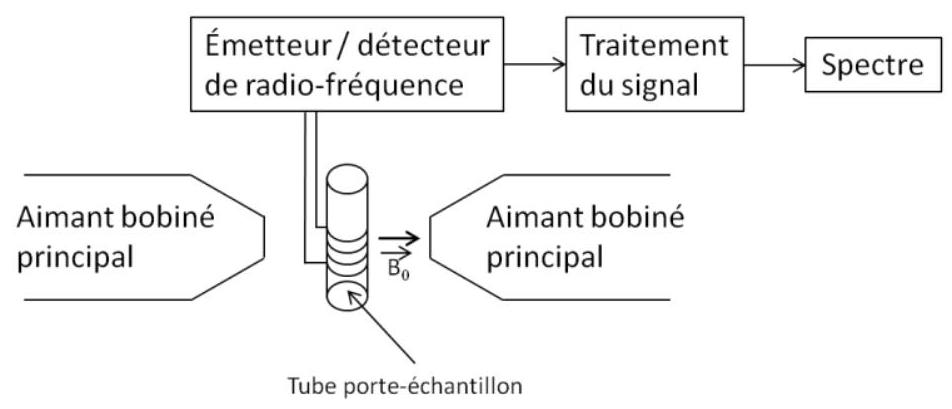 Émetteur / détecteur
de radio-fréquence
Traitement
du signal
Spectre
Aimant bobiné
principal
B₀
Aimant bobiné
principal
Tube porte-échantillon